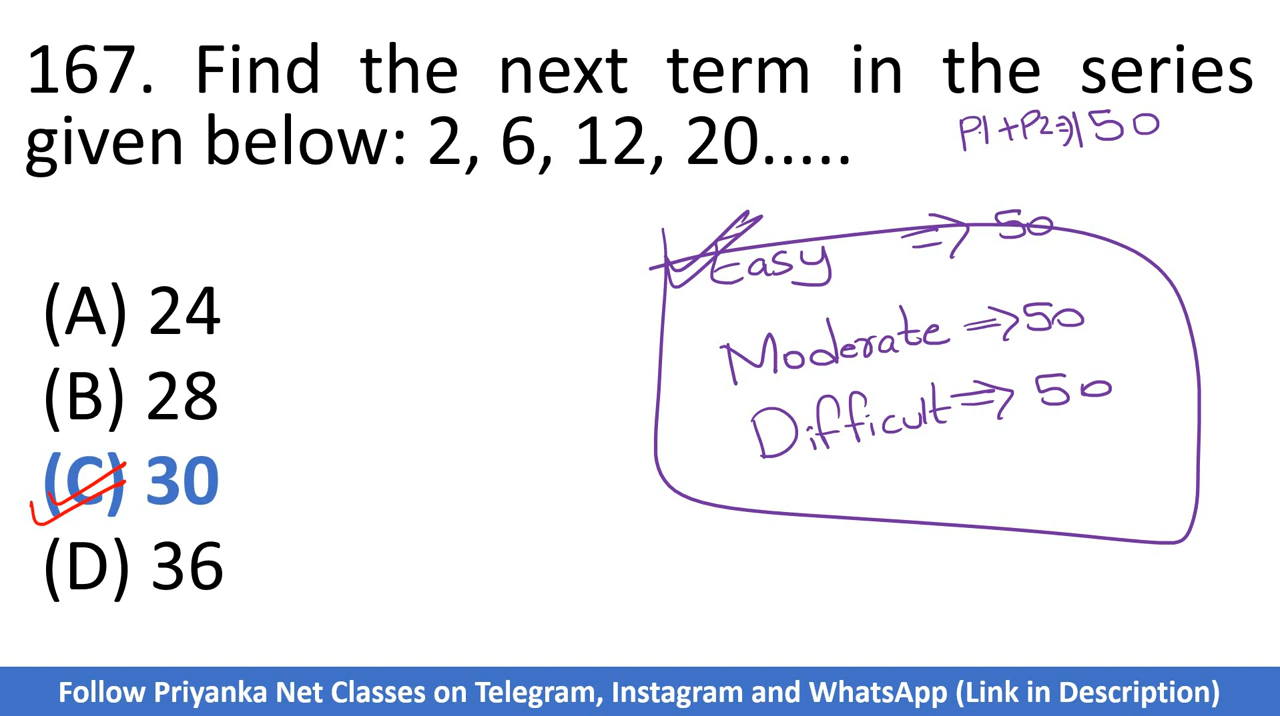 167. Find the next term in the series
given below: 2, 6, 12, 20.....
P1+P2⇒150
Easy ⇒ 50
Moderate ⇒ 50
Difficult ⇒ 50
(A) 24
(B) 28
(C) 30
(D) 36
Follow Priyanka Net Classes on Telegram, Instagram and WhatsApp (Link in Description)